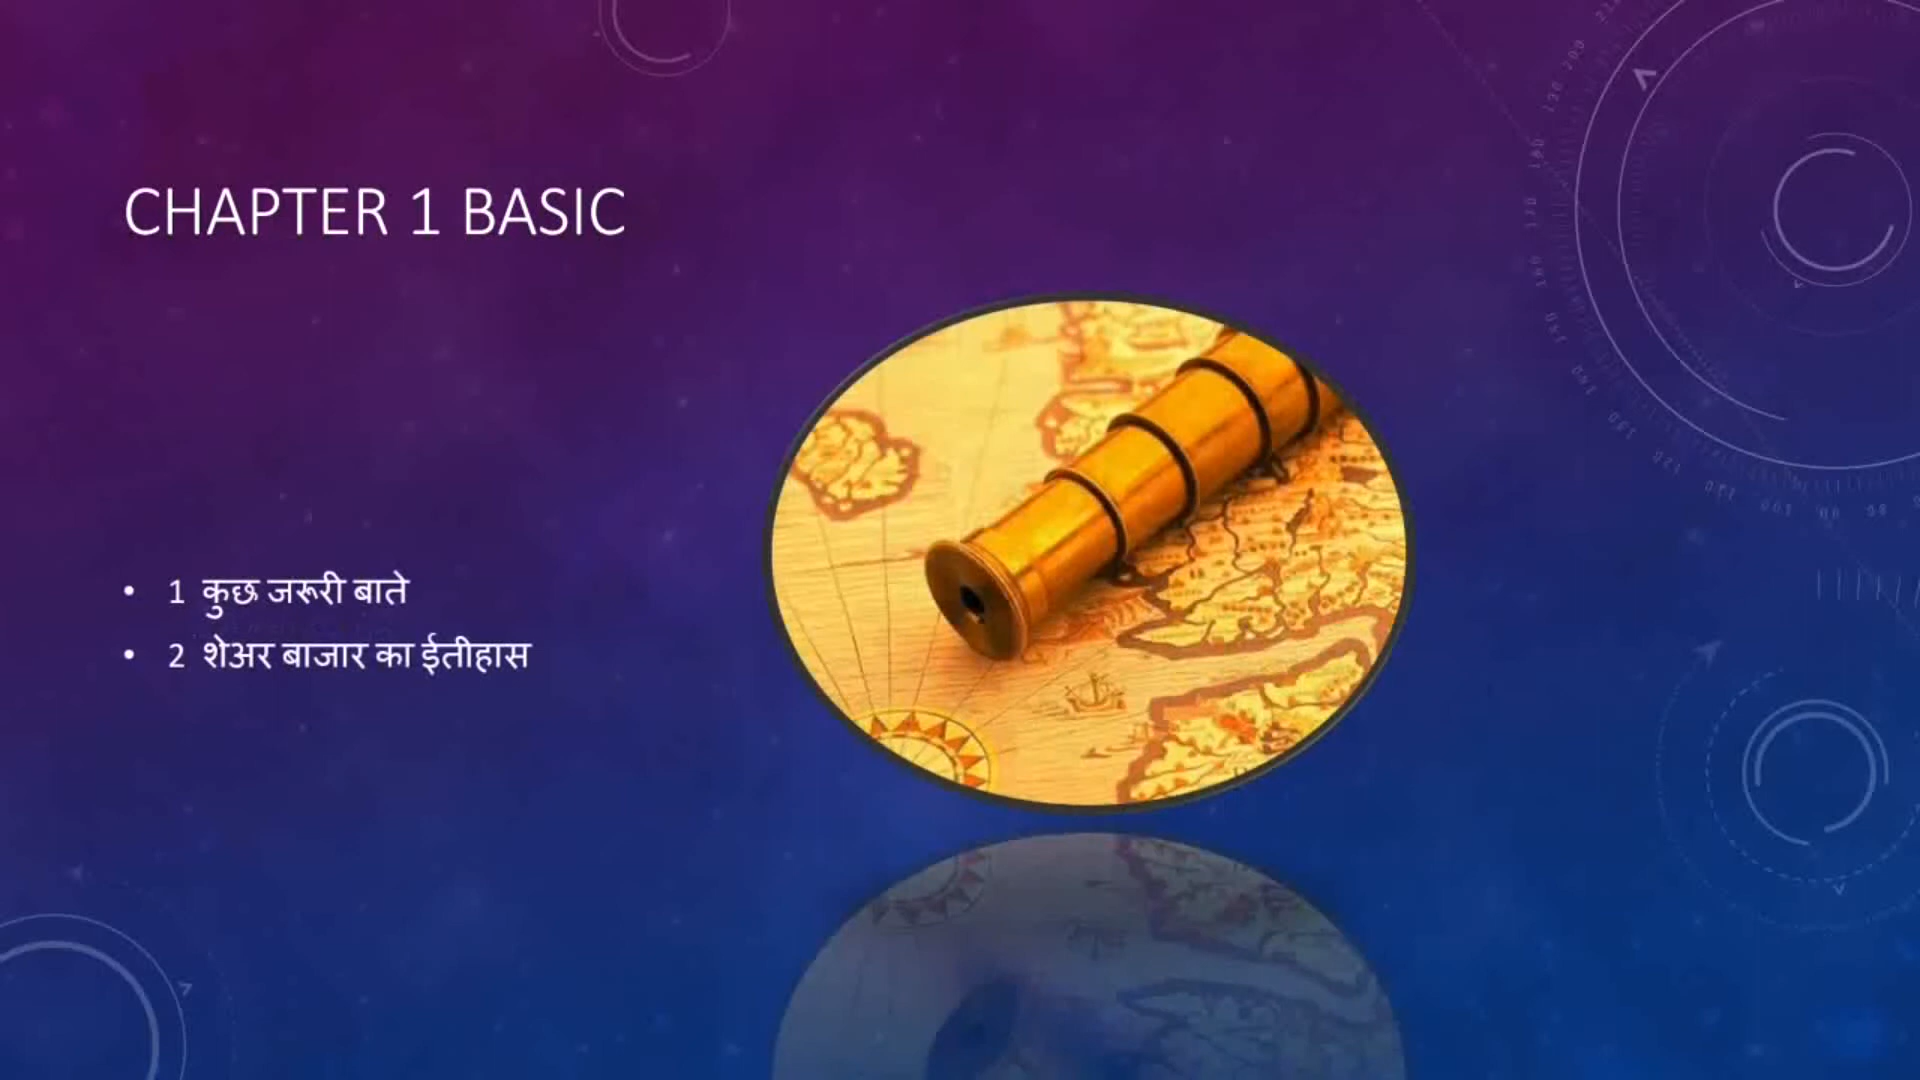 CHAPTER 1 BASIC
• 1 कुछ जरूरी बाते
• 2 शेअर बाजार का ईतीहास